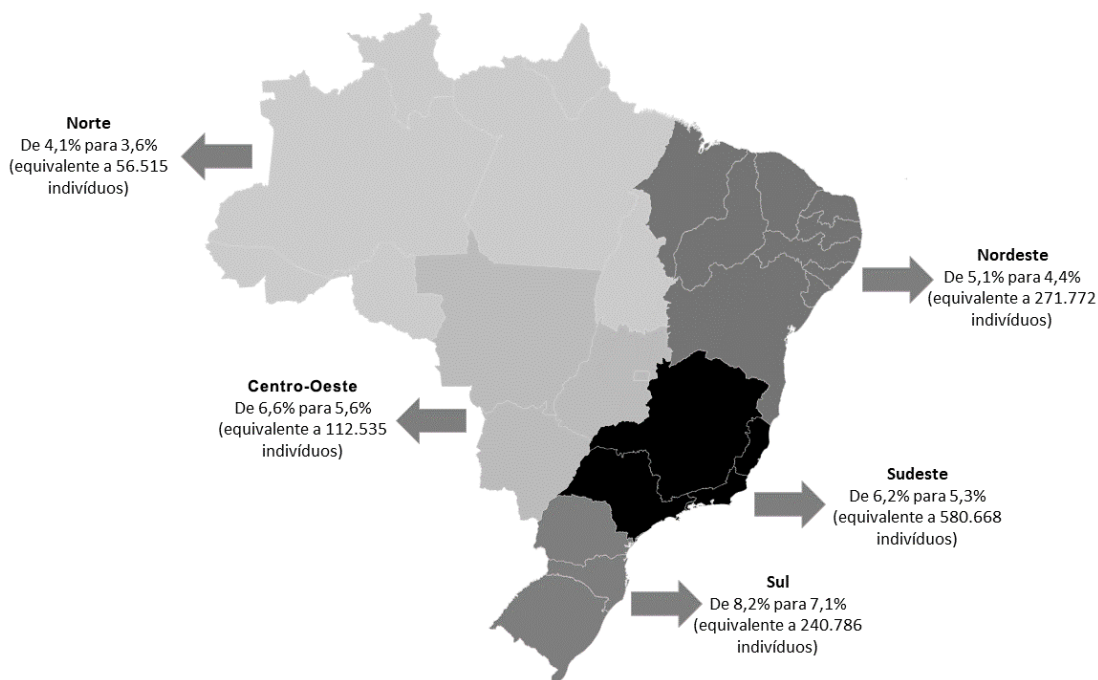 Norte
De 4,1% para 3,6%
(equivalente a 56.515
indivíduos)
Nordeste
De 5,1% para 4,4%
(equivalente a 271.772
indivíduos)
Centro-Oeste
De 6,6% para 5,6%
(equivalente a 112.535
indivíduos)
Sudeste
De 6,2% para 5,3%
(equivalente a 580.668
indivíduos)
Sul
De 8,2% para 7,1%
(equivalente a 240.786
indivíduos)